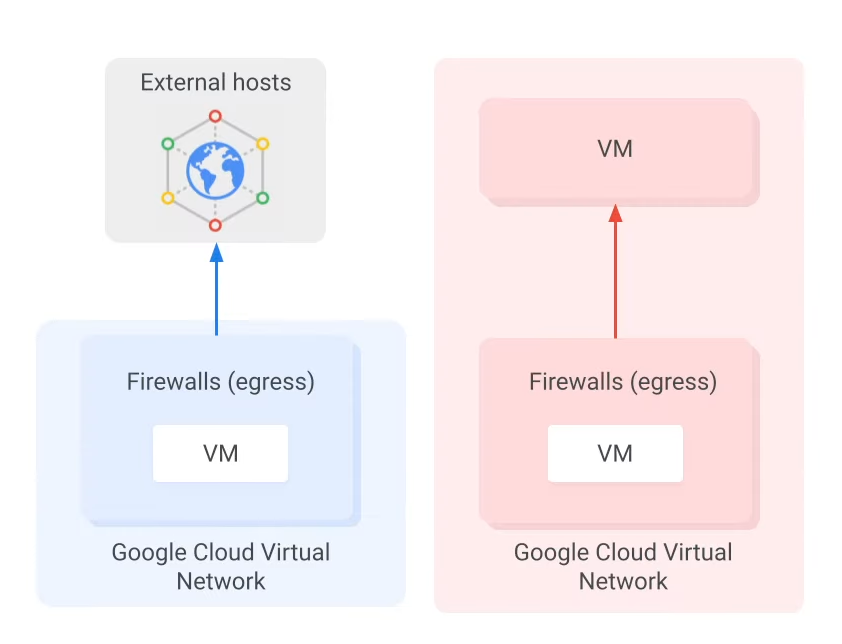 External hosts
Firewalls (egress)
VM
Google Cloud Virtual
Network
VM
Firewalls (egress)
VM
Google Cloud Virtual
Network